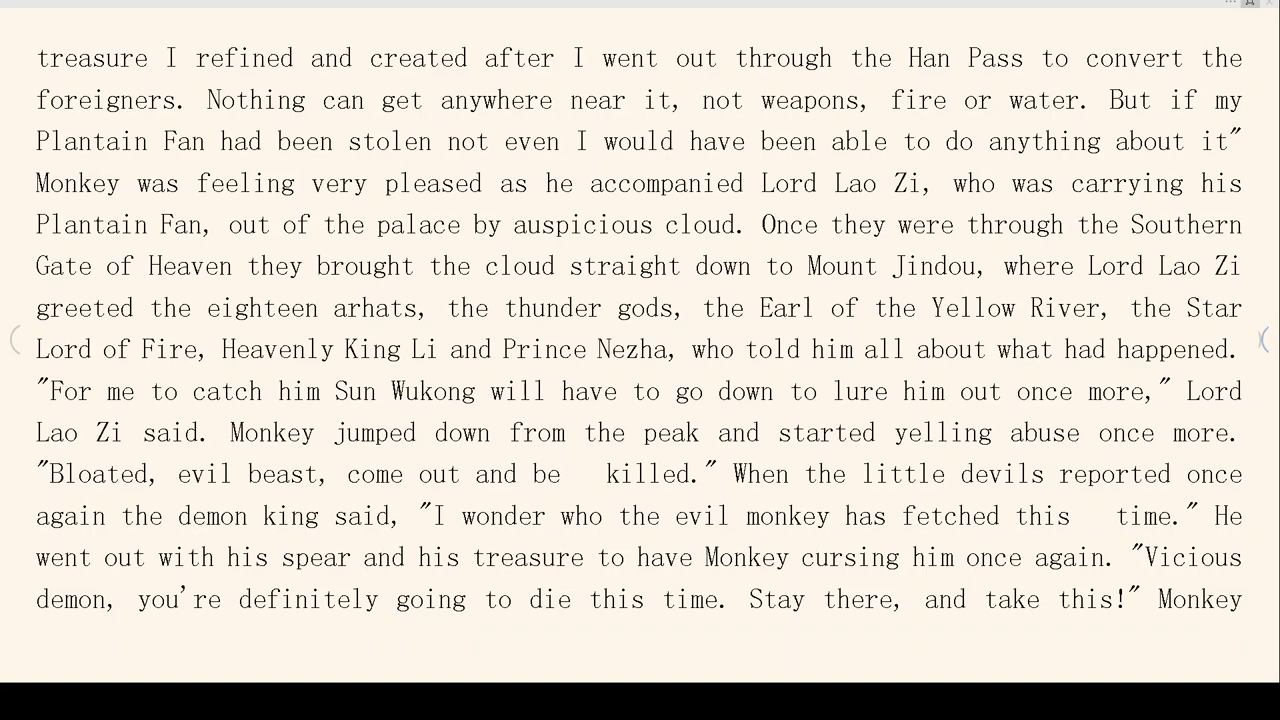 treasure I refined and created after I went out through the Han Pass to convert the
foreigners. Nothing can get anywhere near it, not weapons, fire or water. But if my
Plantain Fan had been stolen not even I would have been able to do anything about it"
Monkey was feeling very pleased as he accompanied Lord Lao Zi, who was carrying his
Plantain Fan, out of the palace by auspicious cloud. Once they were through the Southern
Gate of Heaven they brought the cloud straight down to Mount Jindou, where Lord Lao Zi
greeted the eighteen arhats, the thunder gods, the Earl of the Yellow River, the Star
Lord of Fire, Heavenly King Li and Prince Nezha, who told him all about what had happened.
"For me to catch him Sun Wukong will have to go down to lure him out once more," Lord
Lao Zi said. Monkey jumped down from the peak and started yelling abuse once more.
"Bloated, evil beast, come out and be killed." When the little devils reported once
again the demon king said, "I wonder who the evil monkey has fetched this time." He
went out with his spear and his treasure to have Monkey cursing him once again. "Vicious
demon, you're definitely going to die this time. Stay there, and take this!" Monkey